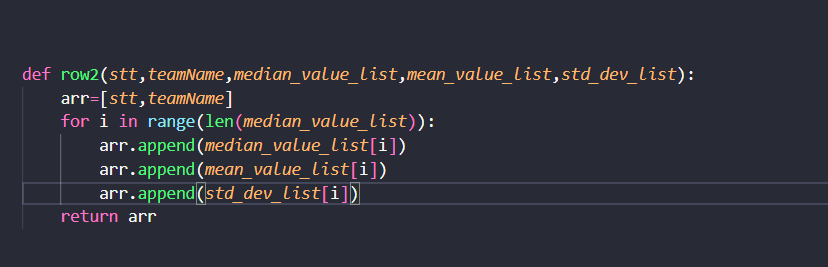 def row2(stt,teamName,median_value_list,mean_value_list,std_dev_list):
    arr=[stt,teamName]
    for i in range(len(median_value_list)):
        arr.append(median_value_list[i])
        arr.append(mean_value_list[i])
        arr.append(std_dev_list[i])
    return arr